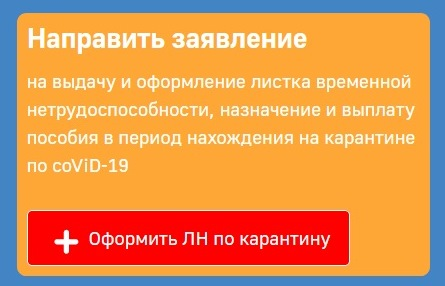 Направить заявление
на выдачу и оформление листка временной
нетрудоспособности, назначение и выплату
пособия в период нахождения на карантине
по coViD-19
Оформить ЛН по карантину